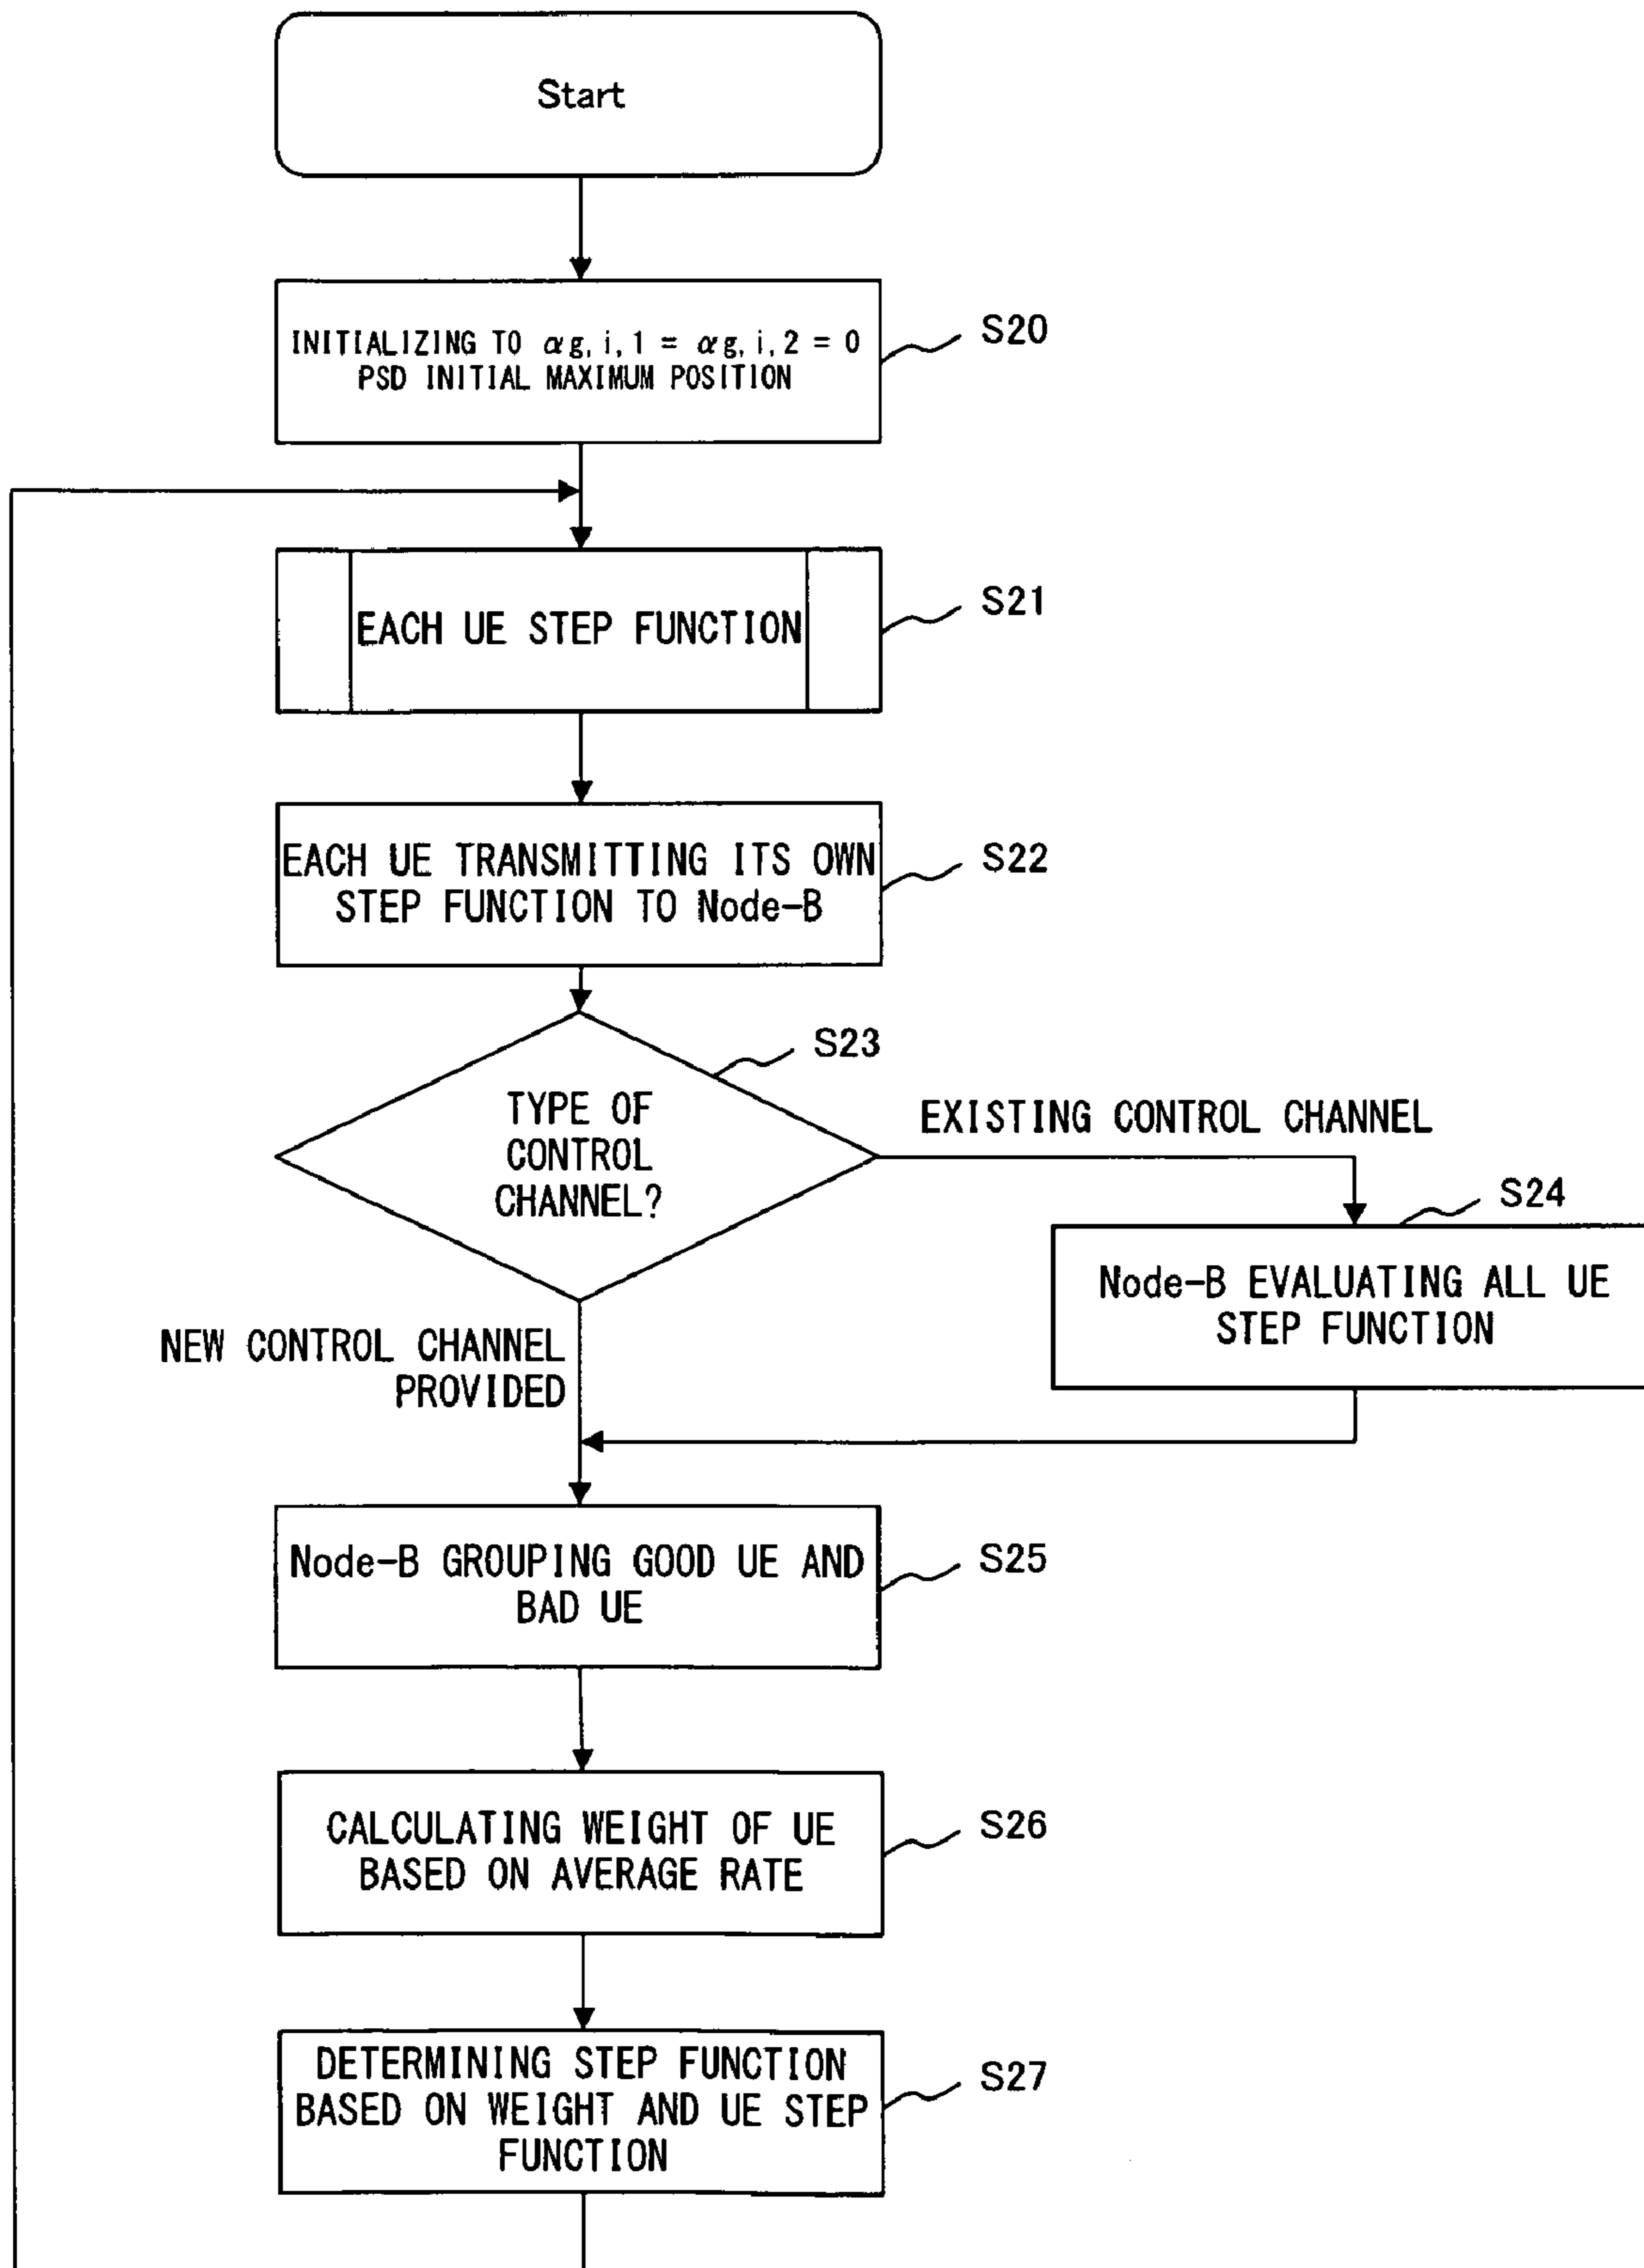 Start
INITIALIZING TO αg, i, 1 = αg, i, 2 = 0
PSD INITIAL MAXIMUM POSITION
S20
EACH UE STEP FUNCTION
S21
EACH UE TRANSMITTING ITS OWN
STEP FUNCTION TO Node-B
S22
TYPE OF
CONTROL
CHANNEL?
S23
EXISTING CONTROL CHANNEL
S24
Node-B EVALUATING ALL UE
STEP FUNCTION
NEW CONTROL CHANNEL
PROVIDED
Node-B GROUPING GOOD UE AND
BAD UE
S25
CALCULATING WEIGHT OF UE
BASED ON AVERAGE RATE
S26
DETERMINING STEP FUNCTION
BASED ON WEIGHT AND UE STEP
FUNCTION
S27